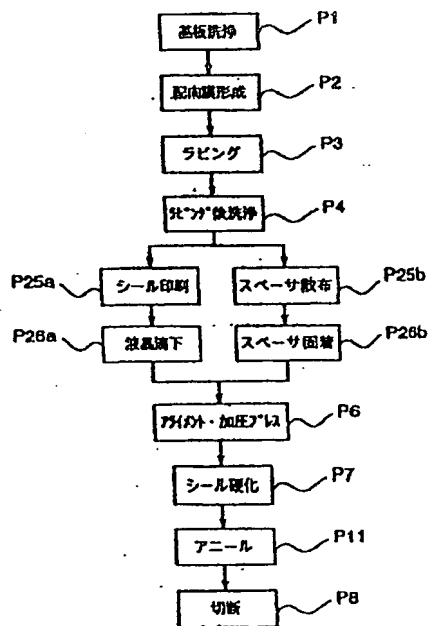 基板洗浄 P1
配向膜形成 P2
ラビング P3
ラビング後洗浄 P4
P25a シール印刷 スペーサ散布 P25b
P26a 液晶滴下 スペーサ固着 P26b
アライメント・加圧プレス P6
シール硬化 P7
アニール P11
切断 P8